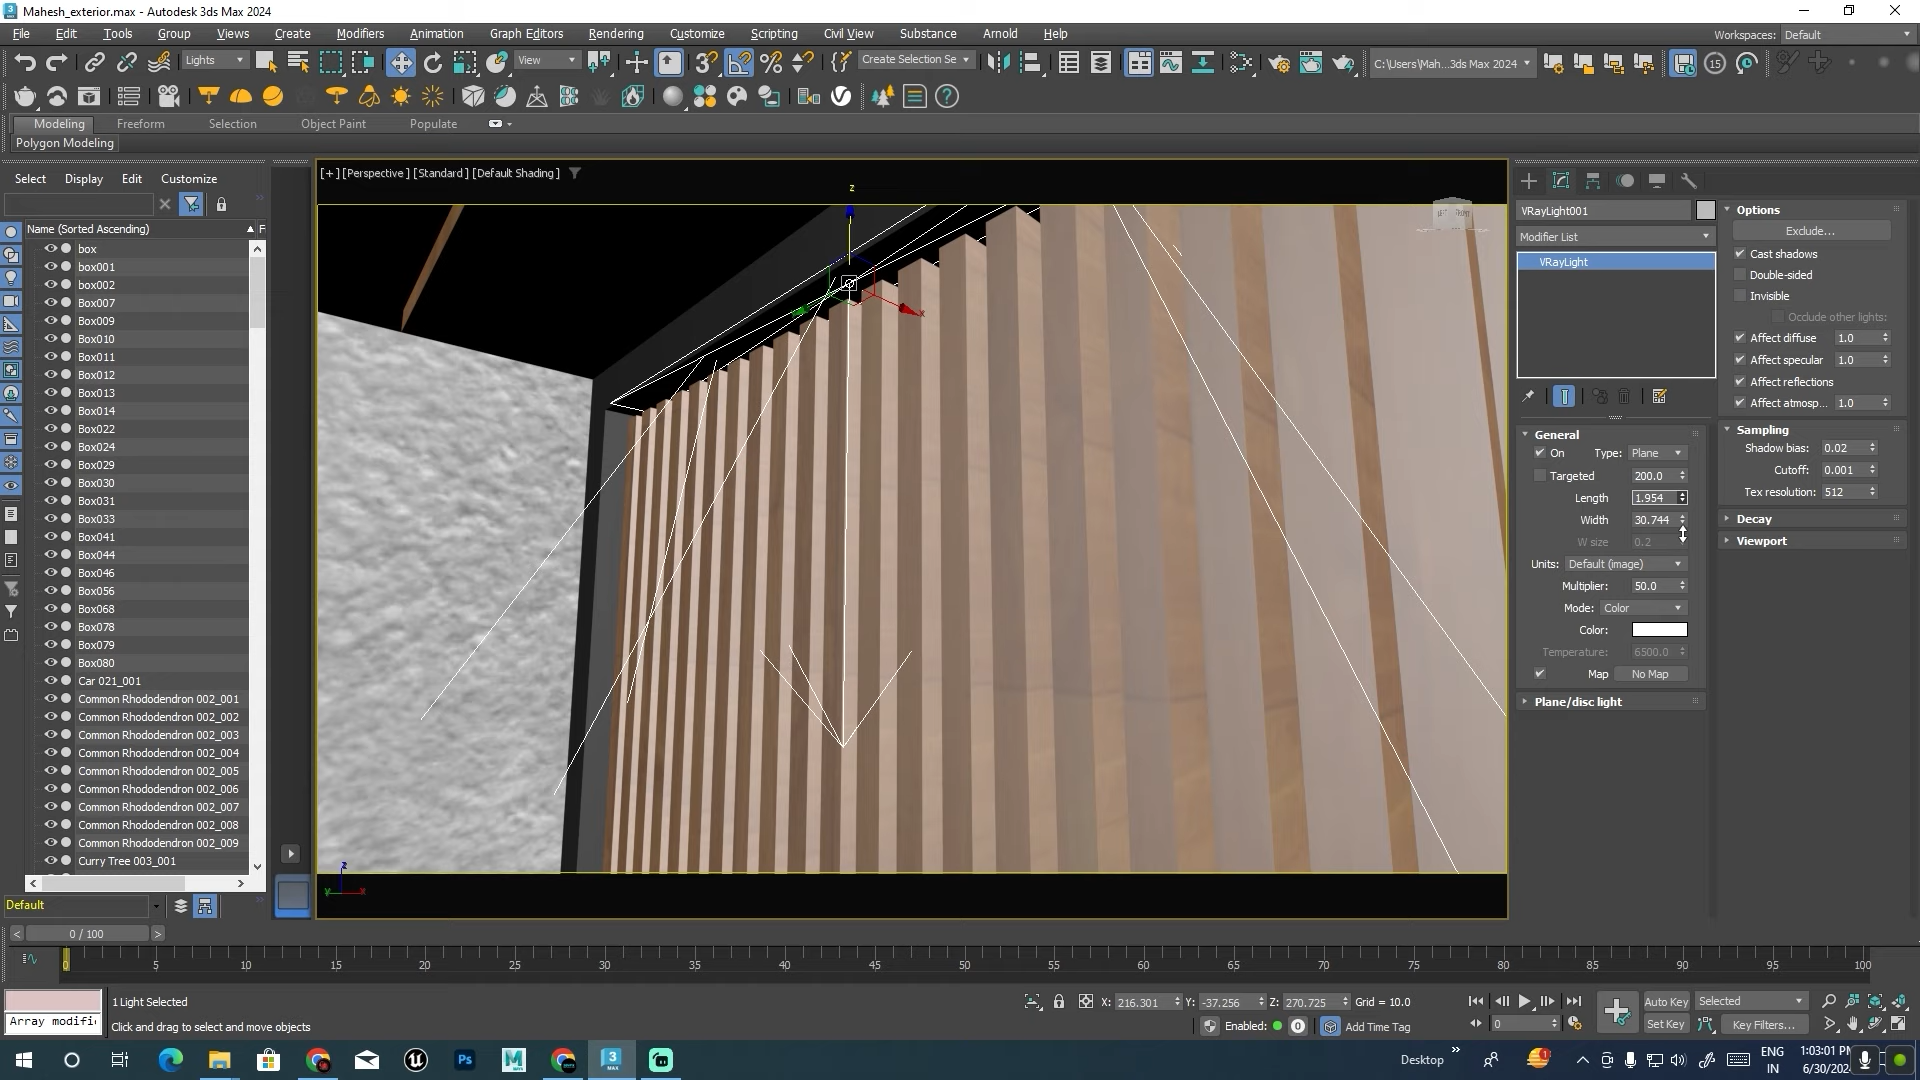 Mahesh_exterior.max - Autodesk 3ds Max 2024
File Edit Tools Group Views Create Modifiers Animation Graph Editors Rendering Customize Scripting Civil View Substance Arnold Help
Workspaces: Default
Lights View Create Selection Se C:\Users\Mah...3ds Max 2024 15
Modeling Freeform Selection Object Paint Populate
Polygon Modeling
Select Display Edit Customize
Name (Sorted Ascending) F
box
box001
box002
Box007
Box009
Box010
Box011
Box012
Box013
Box014
Box022
Box024
Box029
Box030
Box031
Box033
Box041
Box044
Box046
Box056
Box068
Box078
Box079
Box080
Car 021_001
Common Rhododendron 002_001
Common Rhododendron 002_002
Common Rhododendron 002_003
Common Rhododendron 002_004
Common Rhododendron 002_005
Common Rhododendron 002_006
Common Rhododendron 002_007
Common Rhododendron 002_008
Common Rhododendron 002_009
Curry Tree 003_001
Default
[+] [Perspective ] [Standard ] [Default Shading ]
z
x
z
y
x
VRayLight001
Modifier List
VRayLight
General
On Type: Plane
Targeted 200.0
Length 1.954
Width 30.744
W size 0.2
Units: Default (image)
Multiplier: 50.0
Mode: Color
Color:
Temperature: 6500.0
Map No Map
Plane/disc light
Options
Exclude...
Cast shadows
Double-sided
Invisible
Occlude other lights:
Affect diffuse 1.0
Affect specular 1.0
Affect reflections
Affect atmosp... 1.0
Sampling
Shadow bias: 0.02
Cutoff: 0.001
Tex resolution: 512
Decay
Viewport
< 0 / 100 >
0 5 10 15 20 25 30 35 40 45 50 55 60 65 70 75 80 85 90 95 100
1 Light Selected
X: 216.301 Y: -37.256 Z: 270.725 Grid = 10.0
Auto Key Selected
Array modifi
Click and drag to select and move objects
Enabled: 0 Add Time Tag
0
Set Key Key Filters...
Desktop
ENG
IN
1:03:01 PM
6/30/202